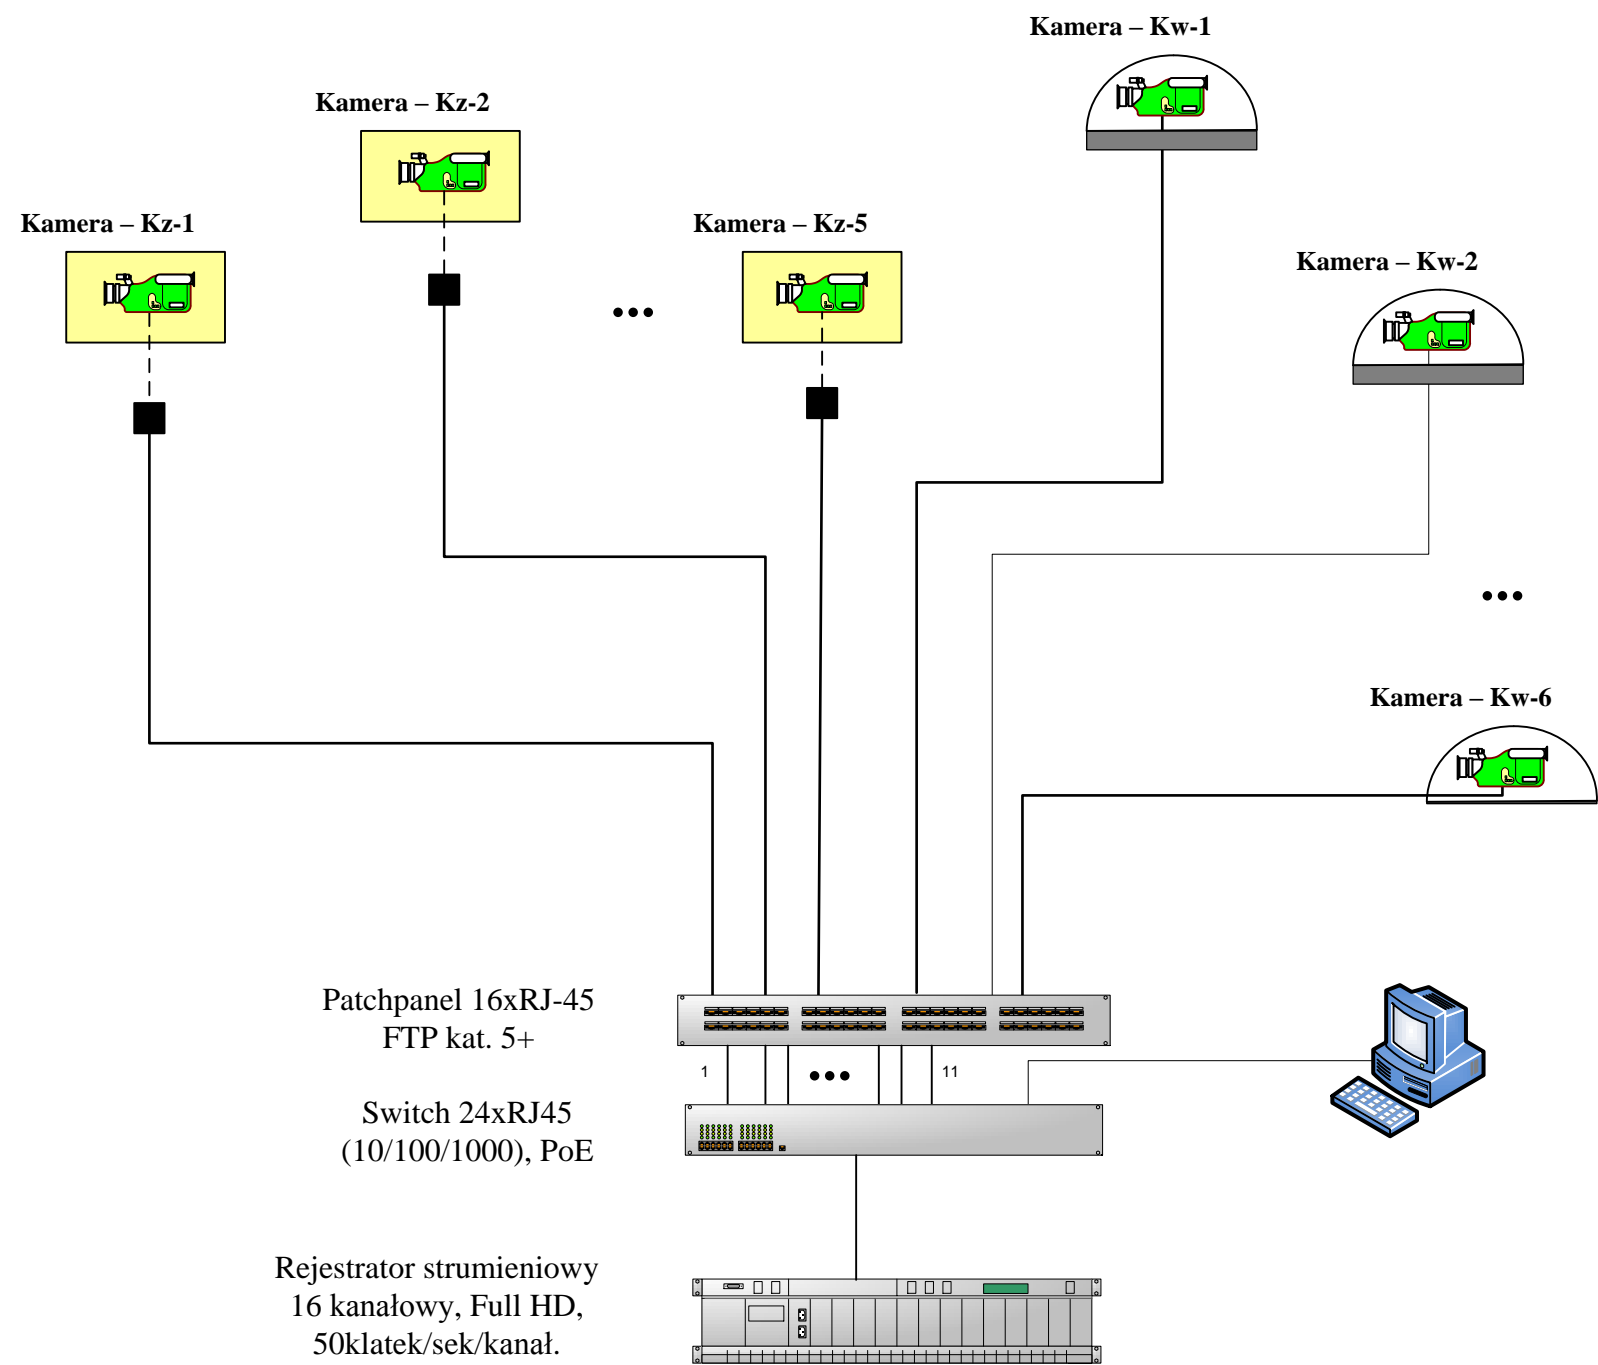 Kamera – Kw-1
Kamera – Kz-2
Kamera – Kz-1
Kamera – Kz-5
Kamera – Kw-2
•••
•••
Kamera – Kw-6
Patchpanel 16xRJ-45
FTP kat. 5+
1
•••
11
Switch 24xRJ45
(10/100/1000), PoE
Rejestrator strumieniowy
16 kanałowy, Full HD,
50klatek/sek/kanał.